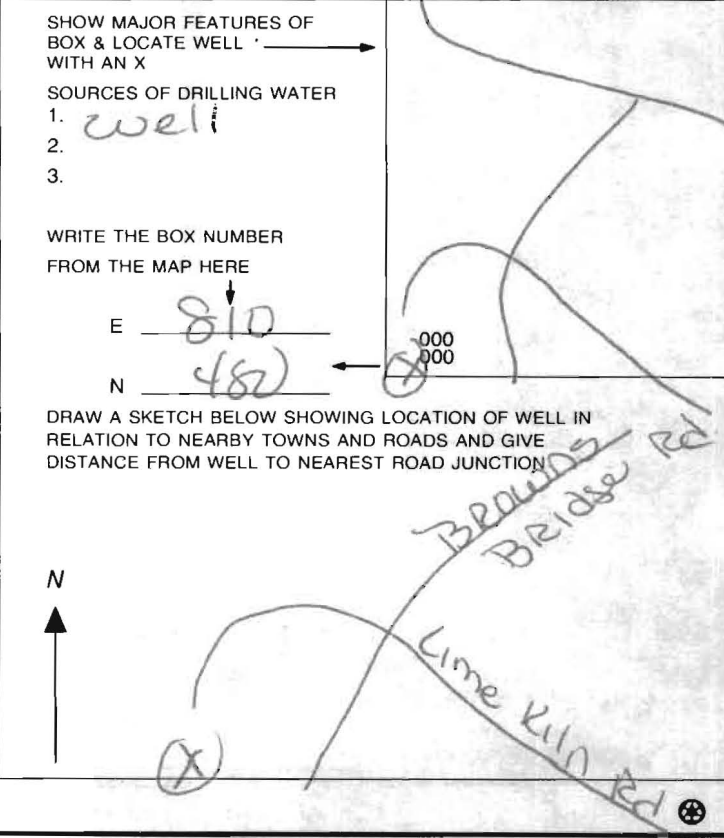 SHOW MAJOR FEATURES OF
BOX & LOCATE WELL
WITH AN X
SOURCES OF DRILLING WATER
1. well
2.
3.
WRITE THE BOX NUMBER
FROM THE MAP HERE
E 810
000
000
X
N 480
DRAW A SKETCH BELOW SHOWING LOCATION OF WELL IN
RELATION TO NEARBY TOWNS AND ROADS AND GIVE
DISTANCE FROM WELL TO NEAREST ROAD JUNCTION
BROWNS
BRIDGE Rd
N
Lime Kiln Rd
X